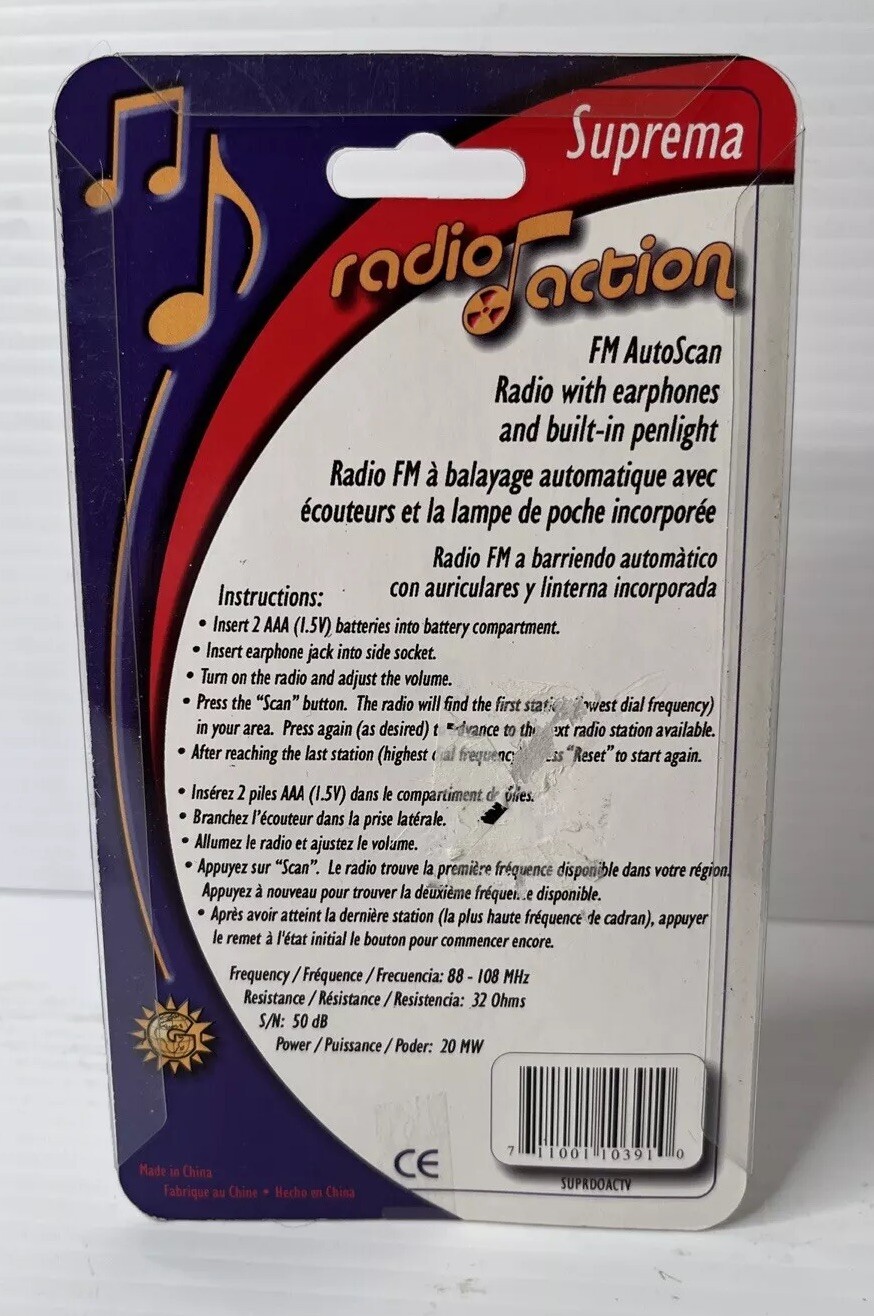 Suprema
radio action
FM AutoScan
Radio with earphones
and built-in penlight
Radio FM à balayage automatique avec
écouteurs et la lampe de poche incorporée
Radio FM a barriendo automàtico
con auriculares y linterna incorporada
Instructions:
• Insert 2 AAA (1.5V) batteries into battery compartment.
• Insert earphone jack into side socket.
• Turn on the radio and adjust the volume.
• Press the “Scan” button. The radio will find the first dial frequency)
in your area. Press again (as desired) to the radio station available.
• After reaching the last station (highest frequency “Reset” to start again.
• Insérez 2 piles AAA (1.5V) dans le compartiment de piles.
• Branchez l'écouteur dans la prise latérale.
• Allumez le radio et ajustez le volume.
• Appuyez sur “Scan”. Le radio trouve la première fréquence disponible dans votre région.
Appuyez à nouveau pour trouver la deuxième disponible.
• Après avoir atteint la dernière station (la plus haute fréquence de cadran), appuyer
le remet à l'état initial le bouton pour commencer encore.
Frequency / Fréquence / Frecuencia: 88 - 108 MHz
Resistance / Résistance / Resistencia: 32 Ohms
S/N: 50 dB
Power / Puissance / Poder: 20 MW
G
7 11001 10391 0
SUPRDOACTV
CE
Made in China
Fabrique au Chine • Hecho en China